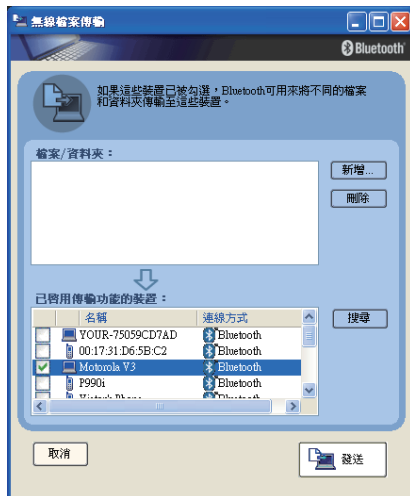 無線檔案傳輸
Bluetooth
如果這些裝置已被勾選，Bluetooth可用來將不同的檔案
和資料夾傳輸至這些裝置。
檔案/資料夾：
新增...
刪除
已啓用傳輸功能的裝置：
名稱 連線方式
搜尋
YOUR-75059CD7AD Bluetooth
00:17:31:D6:5B:C2 Bluetooth
Motorola V3 Bluetooth
P990i Bluetooth
取消
發送